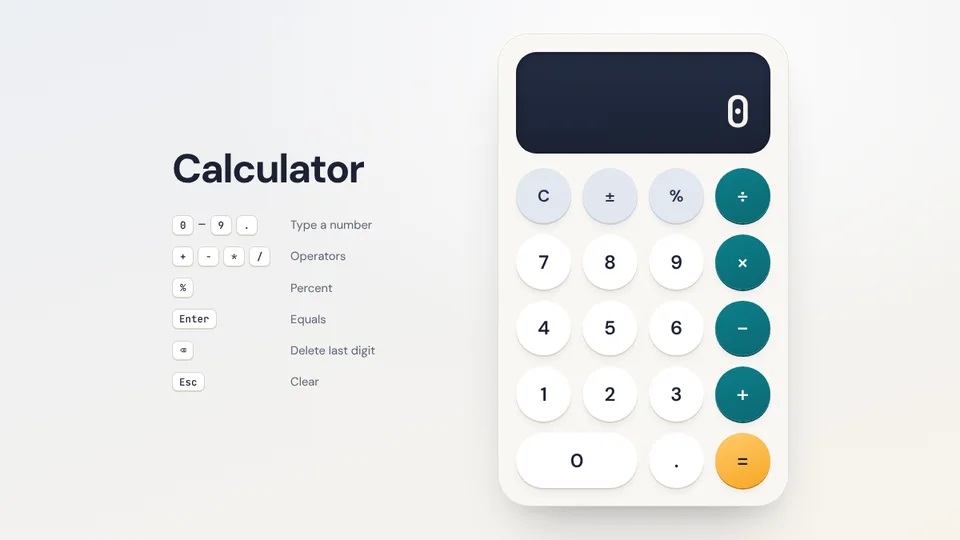 Calculator
0 – 9 . Type a number
+ - * / Operators
% Percent
Enter Equals
⌫ Delete last digit
Esc Clear
0
C ± % ÷
7 8 9 ×
4 5 6 −
1 2 3 +
0 . =